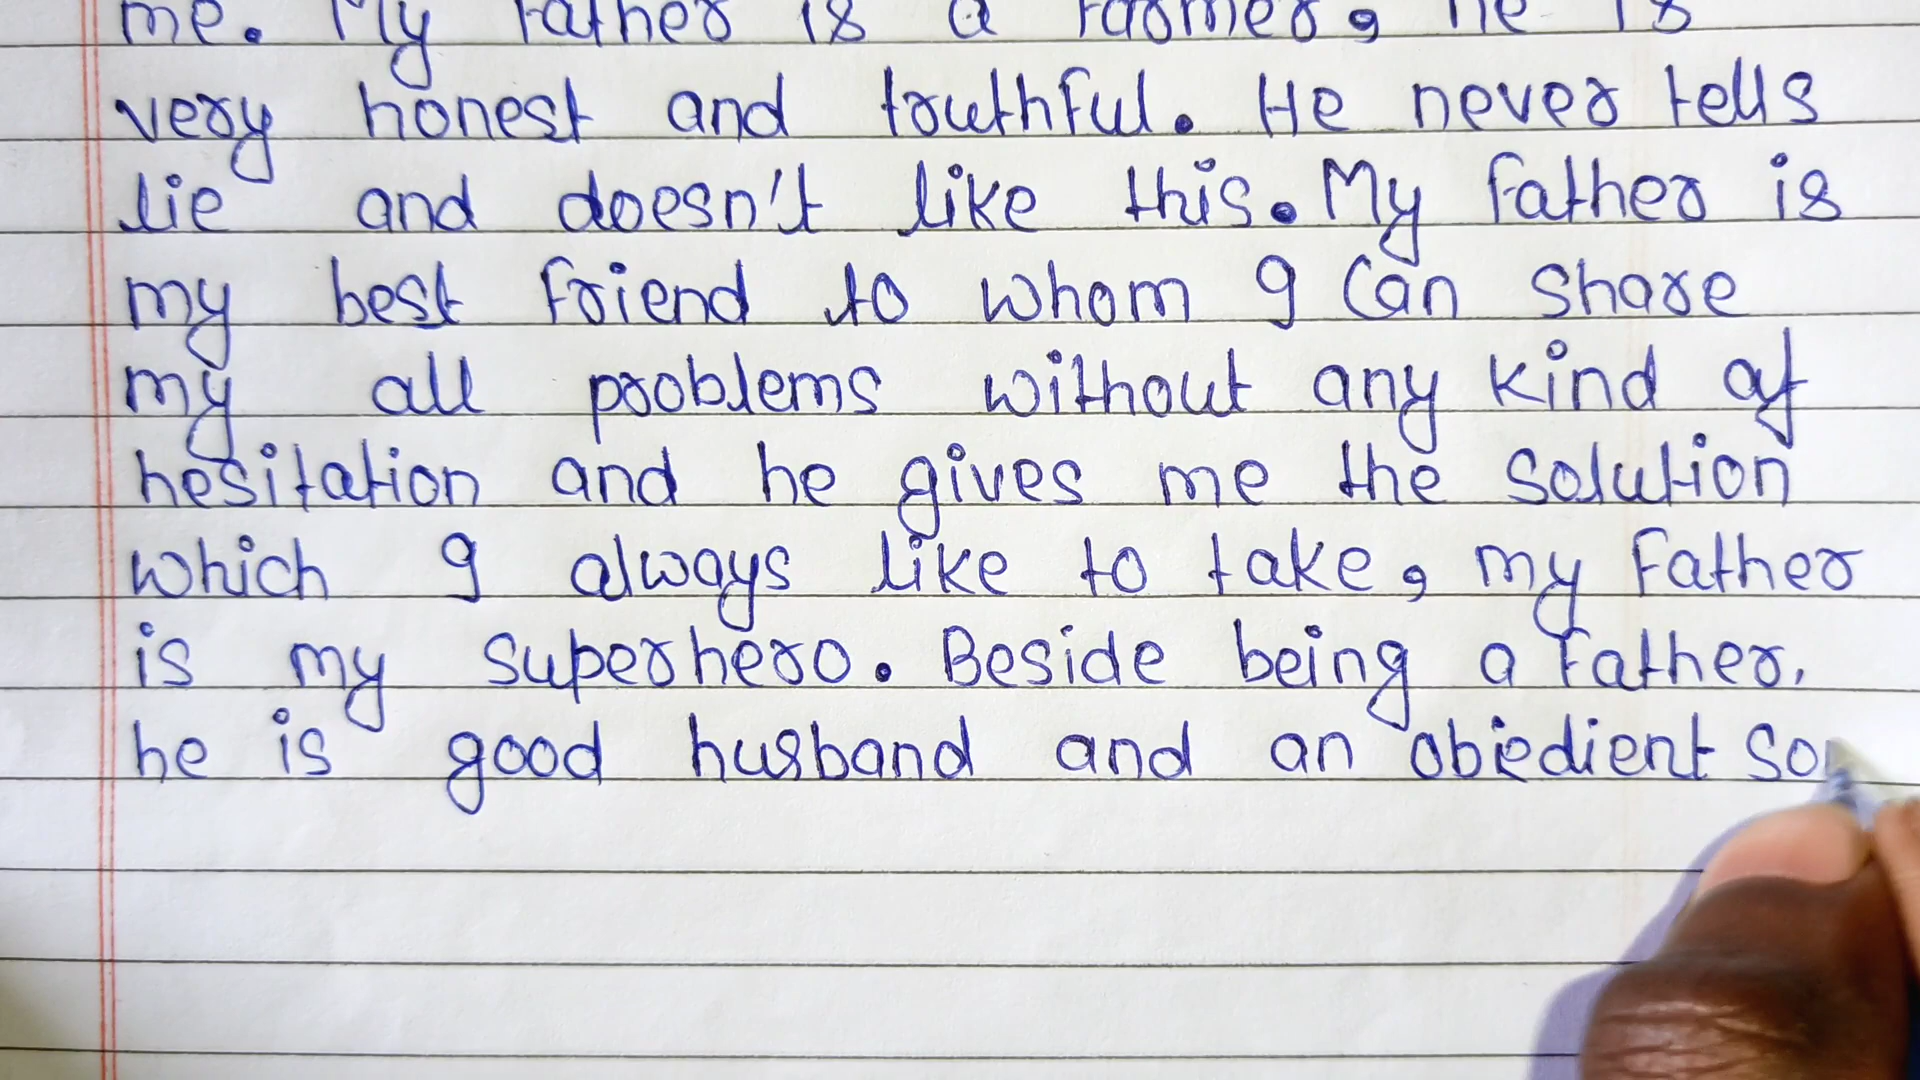 me. My Father is a Farmer, he is
very honest and truthful. He never tells
lie and doesn't like this. My Father is
my best friend to whom I can share
my all problems without any kind of
hesitation and he gives me the solution
which I always like to take, my Father
is my superhero. Beside being a Father,
he is good husband and an obiedient so